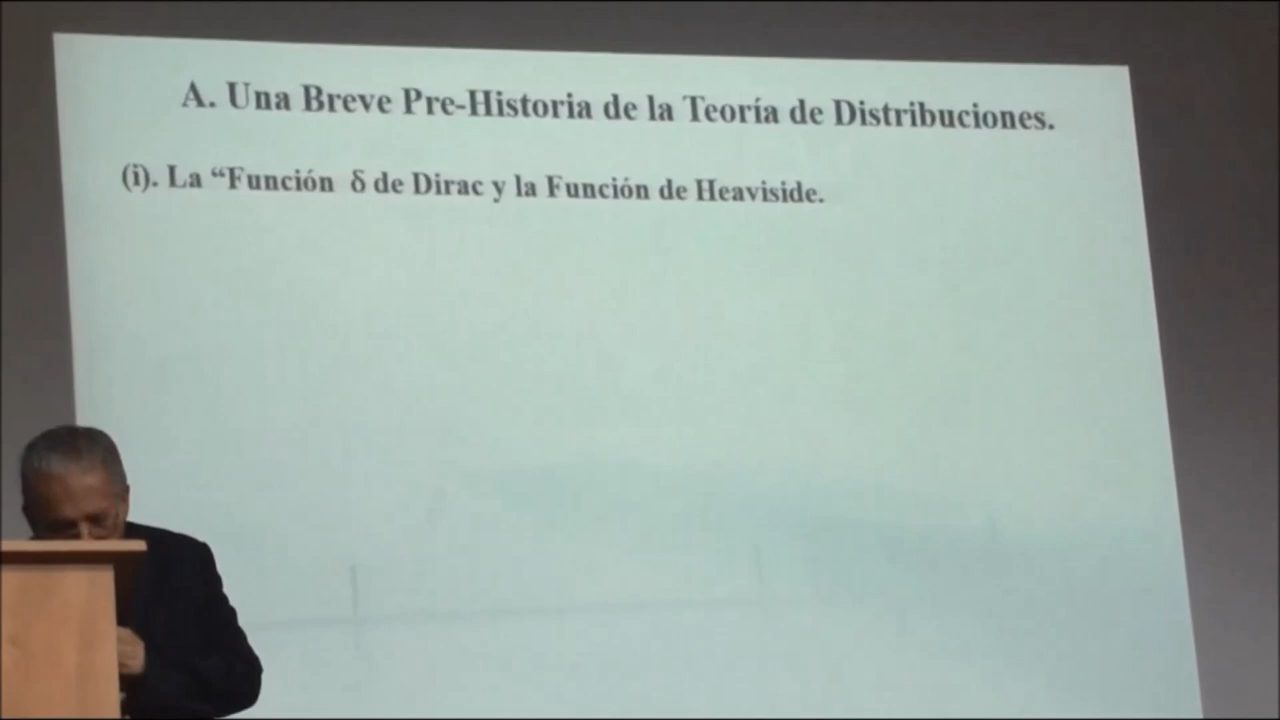 A. Una Breve Pre-Historia de la Teoría de Distribuciones.
(i). La “Función δ de Dirac y la Función de Heaviside.